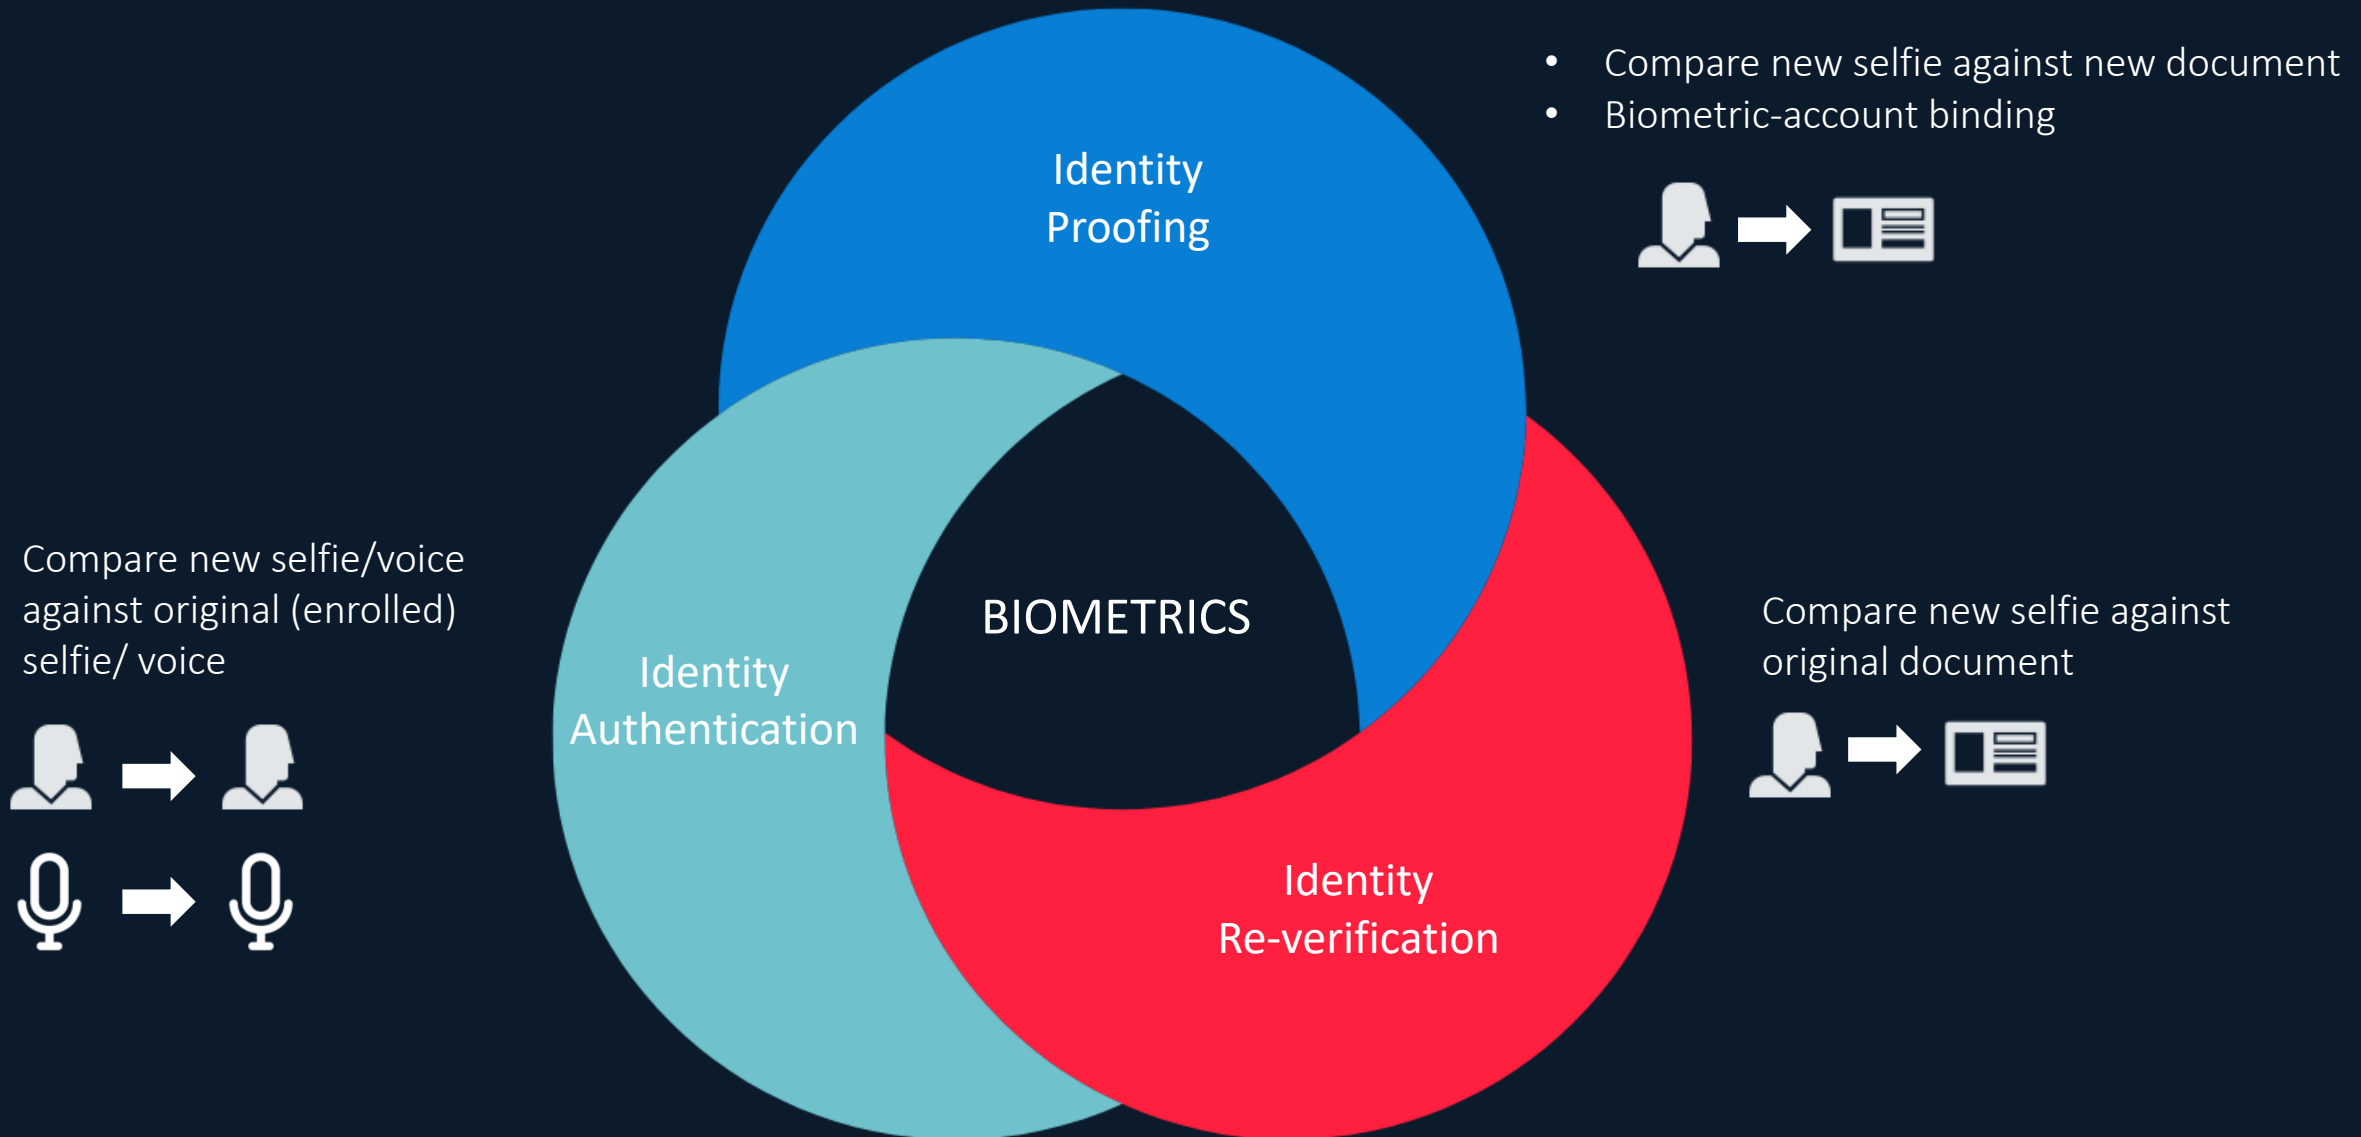 • Compare new selfie against new document
• Biometric-account binding
Identity
Proofing
Compare new selfie/voice
against original (enrolled)
selfie/ voice
BIOMETRICS
Compare new selfie against
original document
Identity
Authentication
Identity
Re-verification